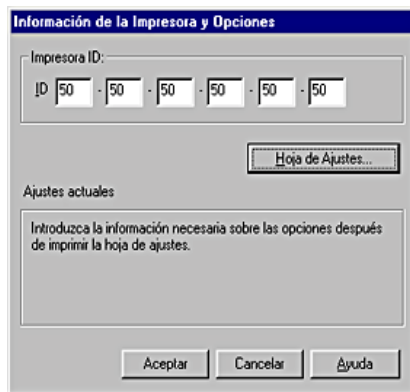 Información de la Impresora y Opciones
Impresora ID:
ID 50 - 50 - 50 - 50 - 50 - 50
Hoja de Ajustes...
Ajustes actuales
Introduzca la información necesaria sobre las opciones después
de imprimir la hoja de ajustes.
Aceptar Cancelar Ayuda